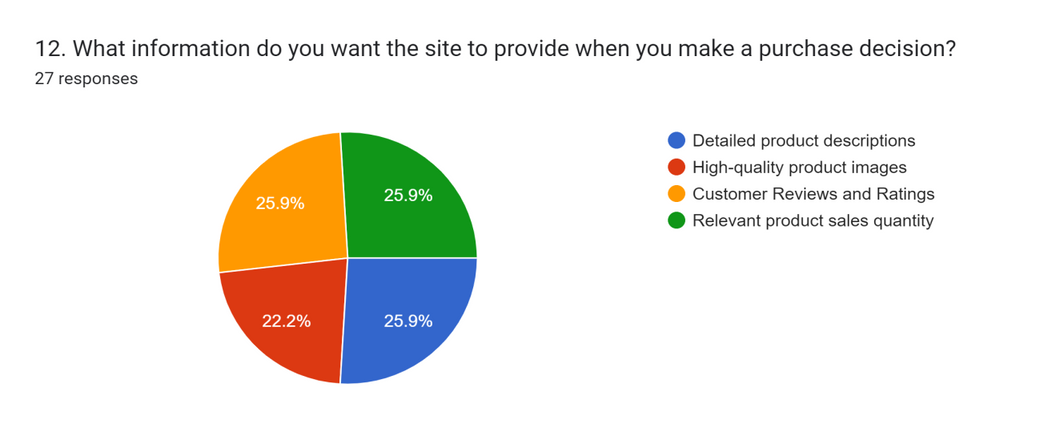 12. What information do you want the site to provide when you make a purchase decision?
27 responses
25.9%
25.9%
22.2%
25.9%
Detailed product descriptions
High-quality product images
Customer Reviews and Ratings
Relevant product sales quantity